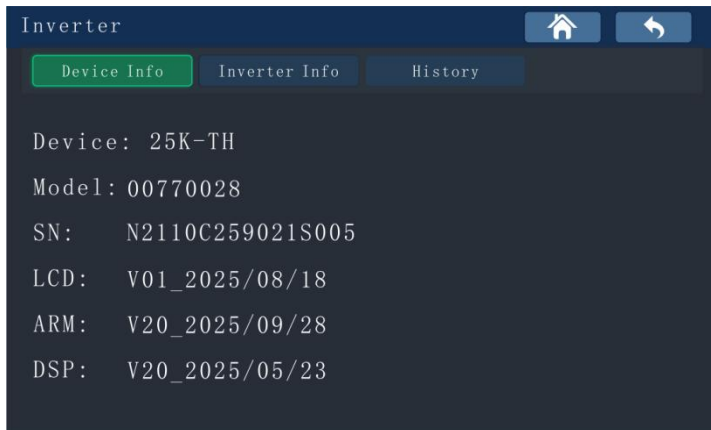 Inverter
Device Info Inverter Info History
Device: 25K-TH
Model: 00770028
SN: N2110C259021S005
LCD: V01_2025/08/18
ARM: V20_2025/09/28
DSP: V20_2025/05/23